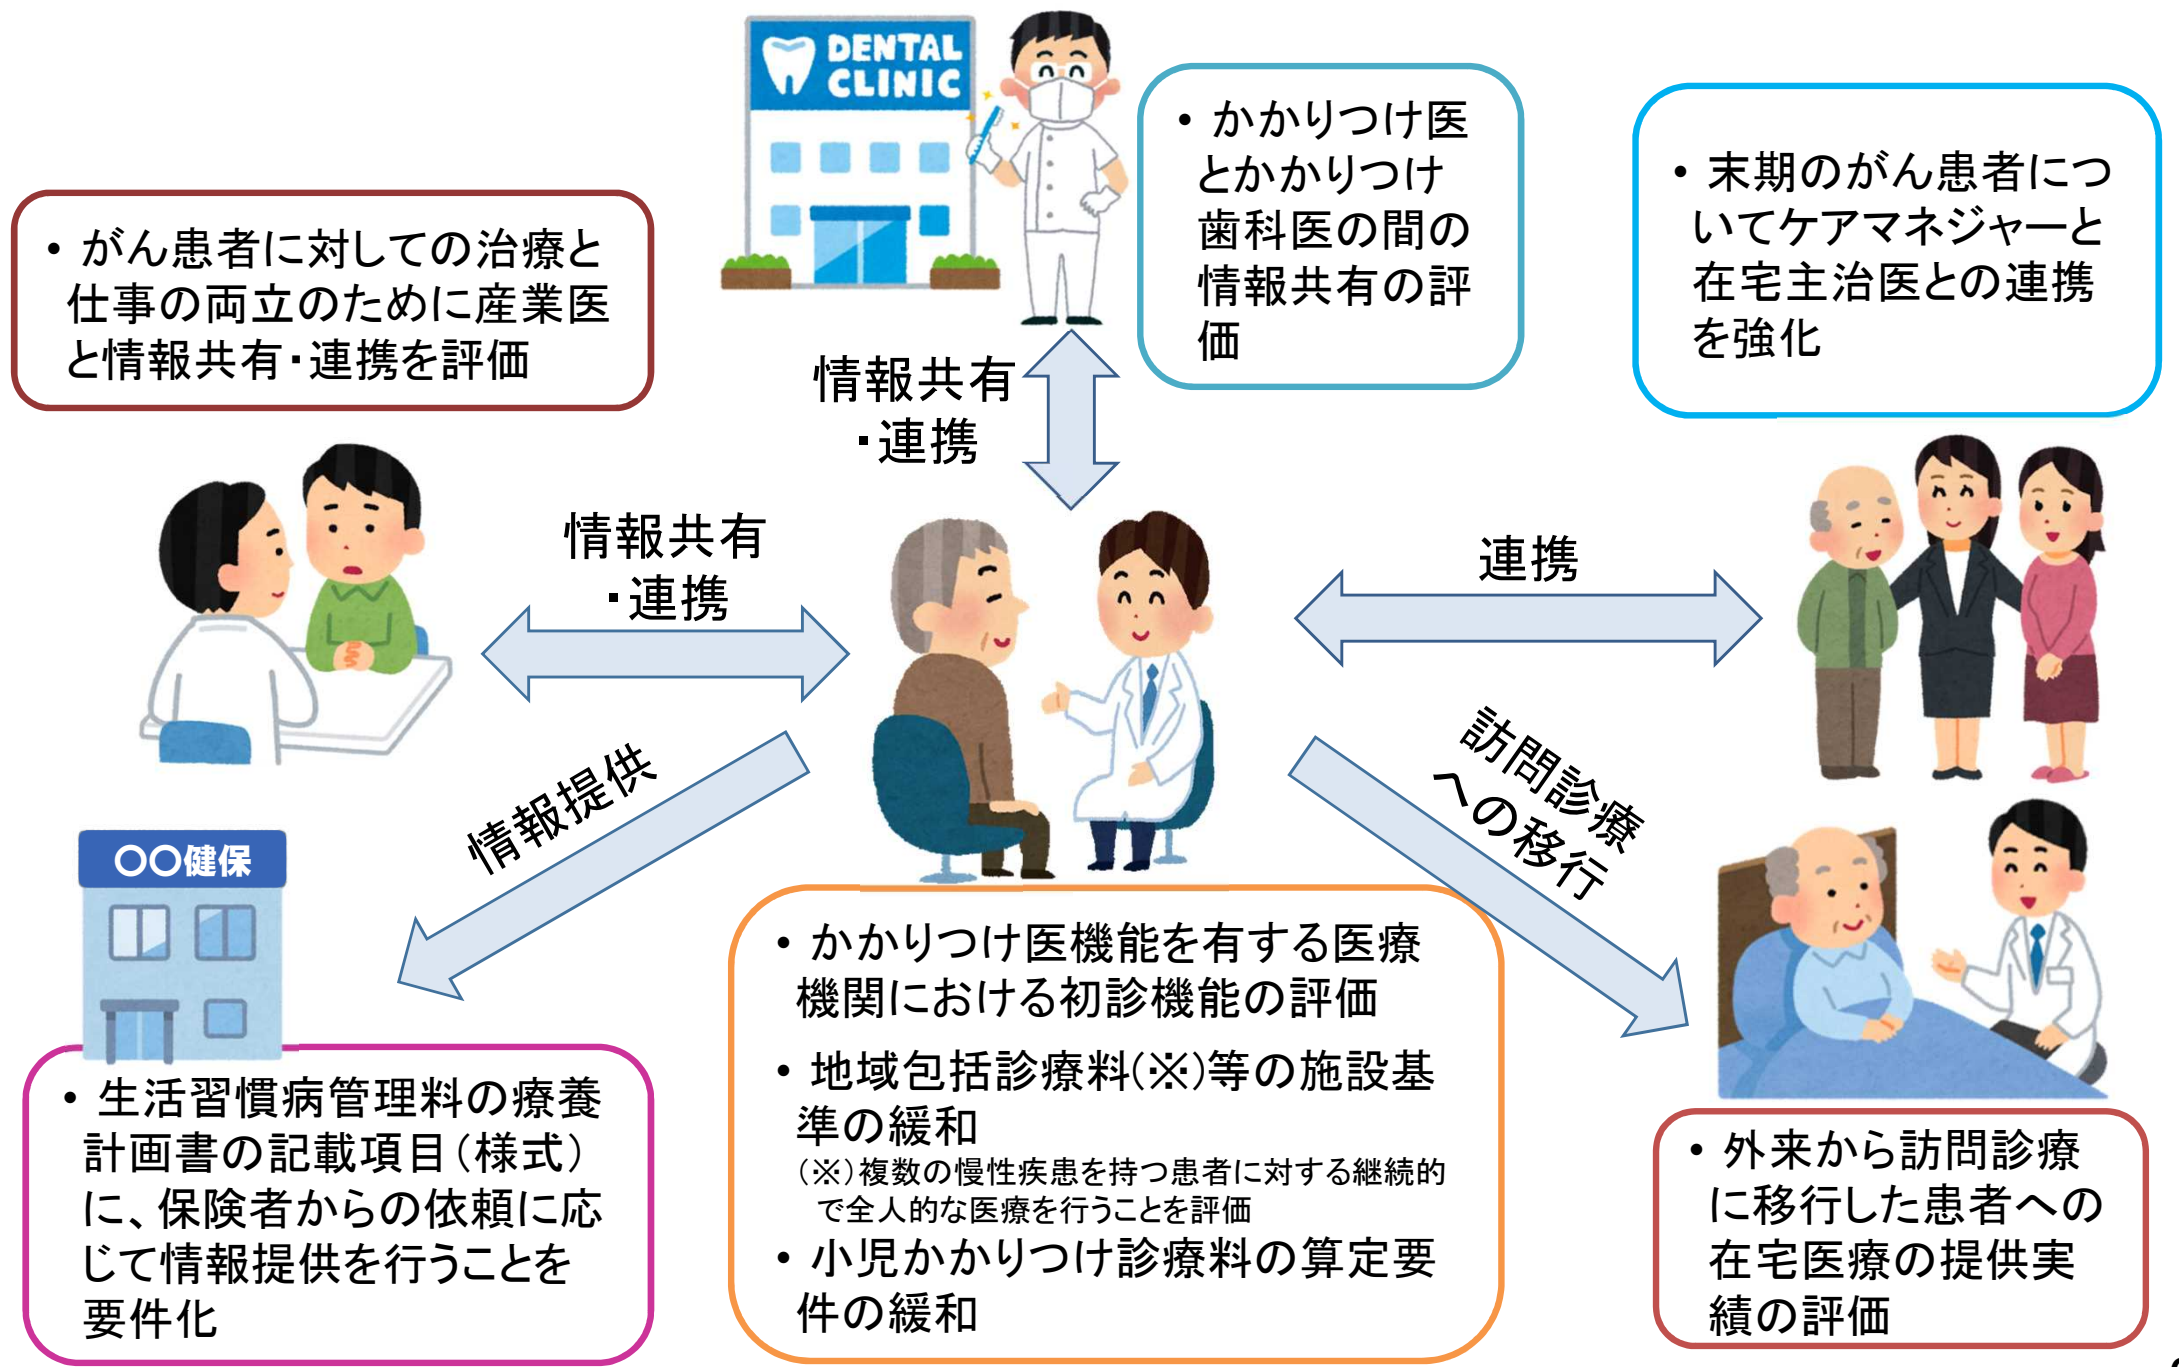 DENTAL
CLINIC
• かかりつけ医
とかかりつけ
歯科医の間の
情報共有の評
価
• 末期のがん患者につ
いてケアマネジャーと
在宅主治医との連携
を強化
• がん患者に対しての治療と
仕事の両立のために産業医
と情報共有・連携を評価
情報共有
・連携
情報共有
・連携
連携
情報提供
訪問診療
への移行
〇〇健保
• 生活習慣病管理料の療養
計画書の記載項目（様式）
に、保険者からの依頼に応
じて情報提供を行うことを
要件化
• かかりつけ医機能を有する医療
機関における初診機能の評価
• 地域包括診療料(※)等の施設基
準の緩和
（※）複数の慢性疾患を持つ患者に対する継続的
で全人的な医療を行うことを評価
• 小児かかりつけ診療料の算定要
件の緩和
• 外来から訪問診療
に移行した患者への
在宅医療の提供実
績の評価